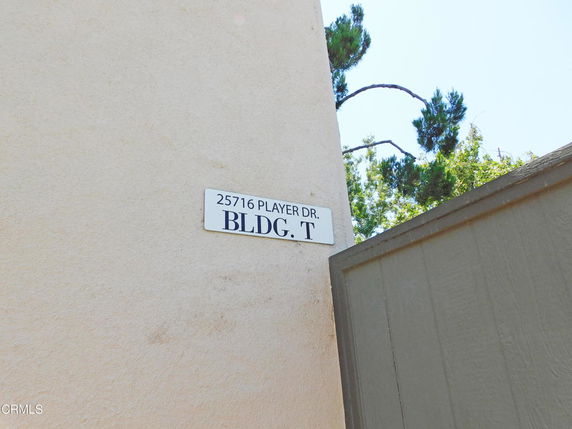 25716 PLAYER DR.
BLDG. T
CRMLS